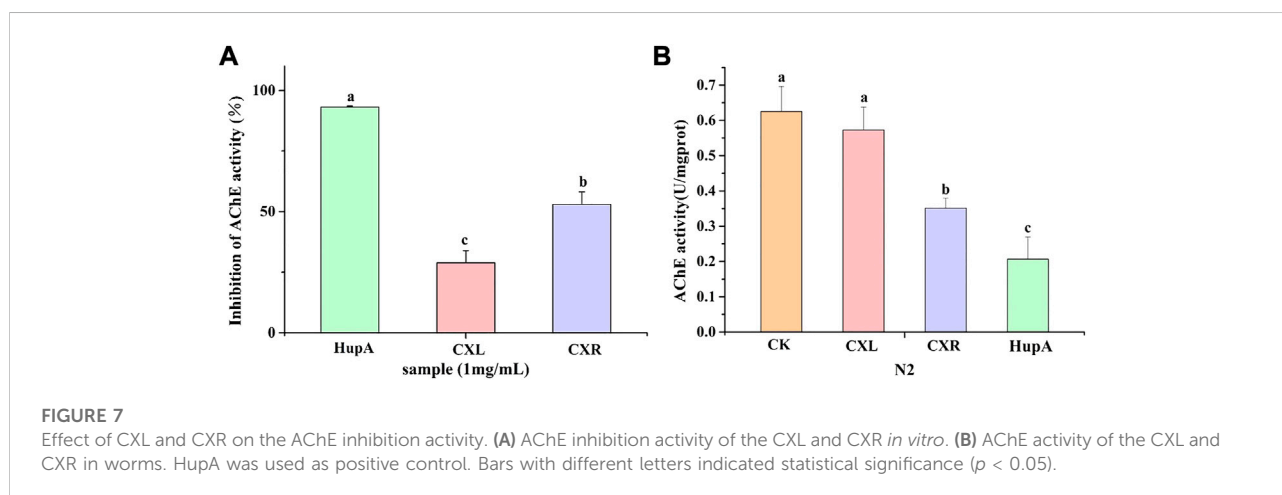 A
Inhibition of AChE activity (%)
100
50
0
a
c
b
HupA
CXL
CXR
sample (1mg/mL)
B
AChE activity(U/mgprot)
0.7
0.6
0.5
0.4
0.3
0.2
0.1
0.0
a
a
b
c
CK
CXL
CXR
HupA
N2
FIGURE 7
Effect of CXL and CXR on the AChE inhibition activity. (A) AChE inhibition activity of the CXL and CXR in vitro. (B) AChE activity of the CXL and
CXR in worms. HupA was used as positive control. Bars with different letters indicated statistical significance (p < 0.05).